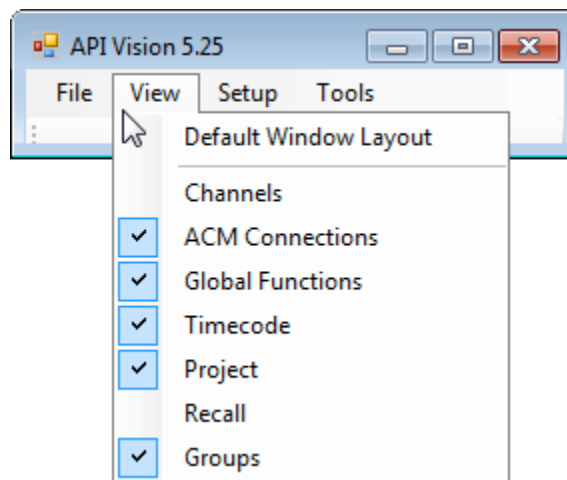 API Vision 5.25
File View Setup Tools
Default Window Layout
Channels
ACM Connections
Global Functions
Timecode
Project
Recall
Groups